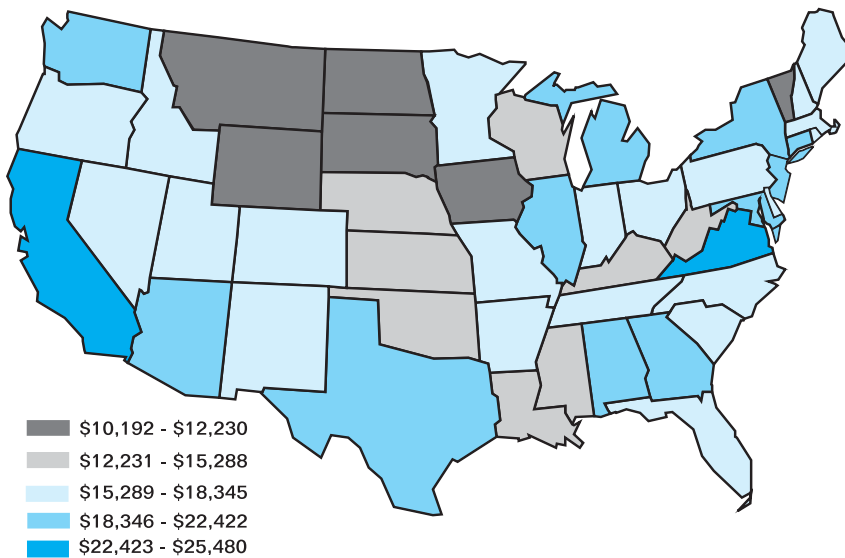 $10,192 - $12,230
$12,231 - $15,288
$15,289 - $18,345
$18,346 - $22,422
$22,423 - $25,480